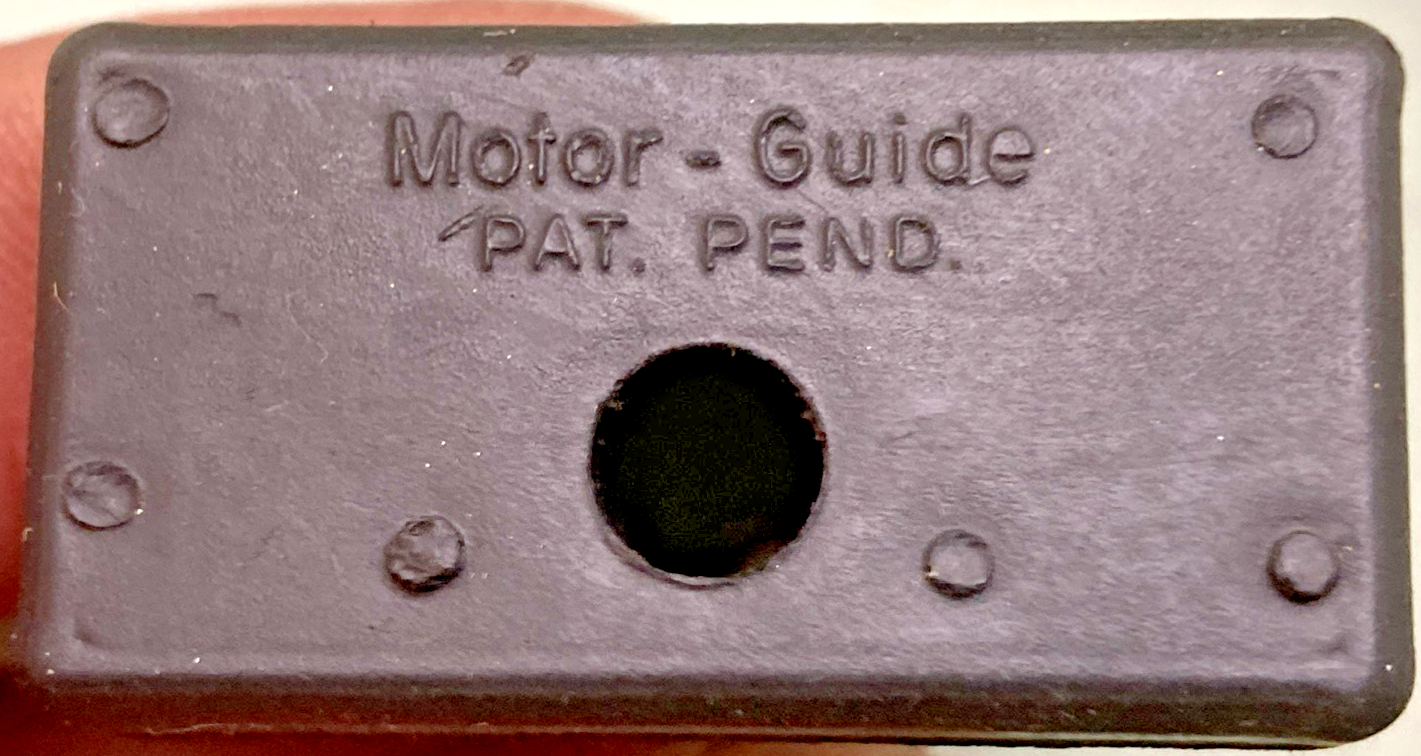 Motor - Guide
PAT. PEND.